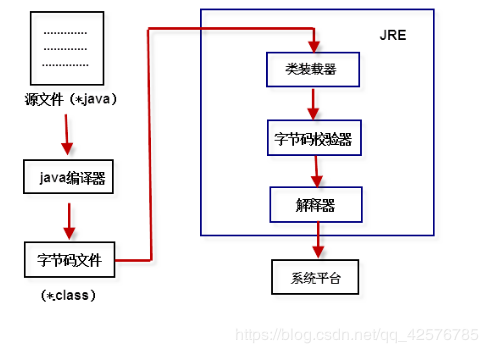 源文件（*.java）
java编译器
字节码文件
（*.class）
JRE
类装载器
字节码校验器
解释器
系统平台
https://blog.csdn.net/qq_42576785